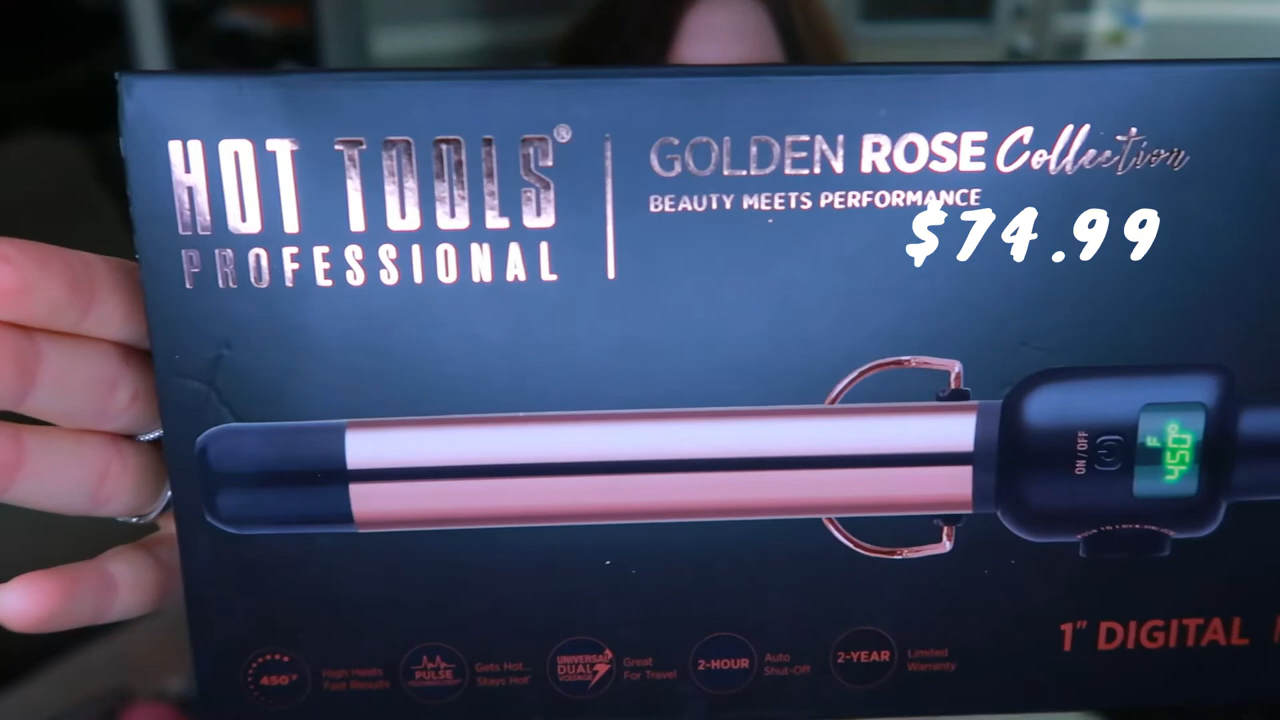 HOT TOOLS®
PROFESSIONAL
GOLDEN ROSE Collection
BEAUTY MEETS PERFORMANCE
$74.99
ON/OFF
F
450°
450°F
High Heats
Fast Results
PULSE
TECHNOLOGY
Gets Hot...
Stays Hot
UNIVERSAL
DUAL
VOLTAGE
Great
For Travel
2-HOUR
Auto
Shut-Off
2-YEAR
Limited
Warranty
1" DIGITAL